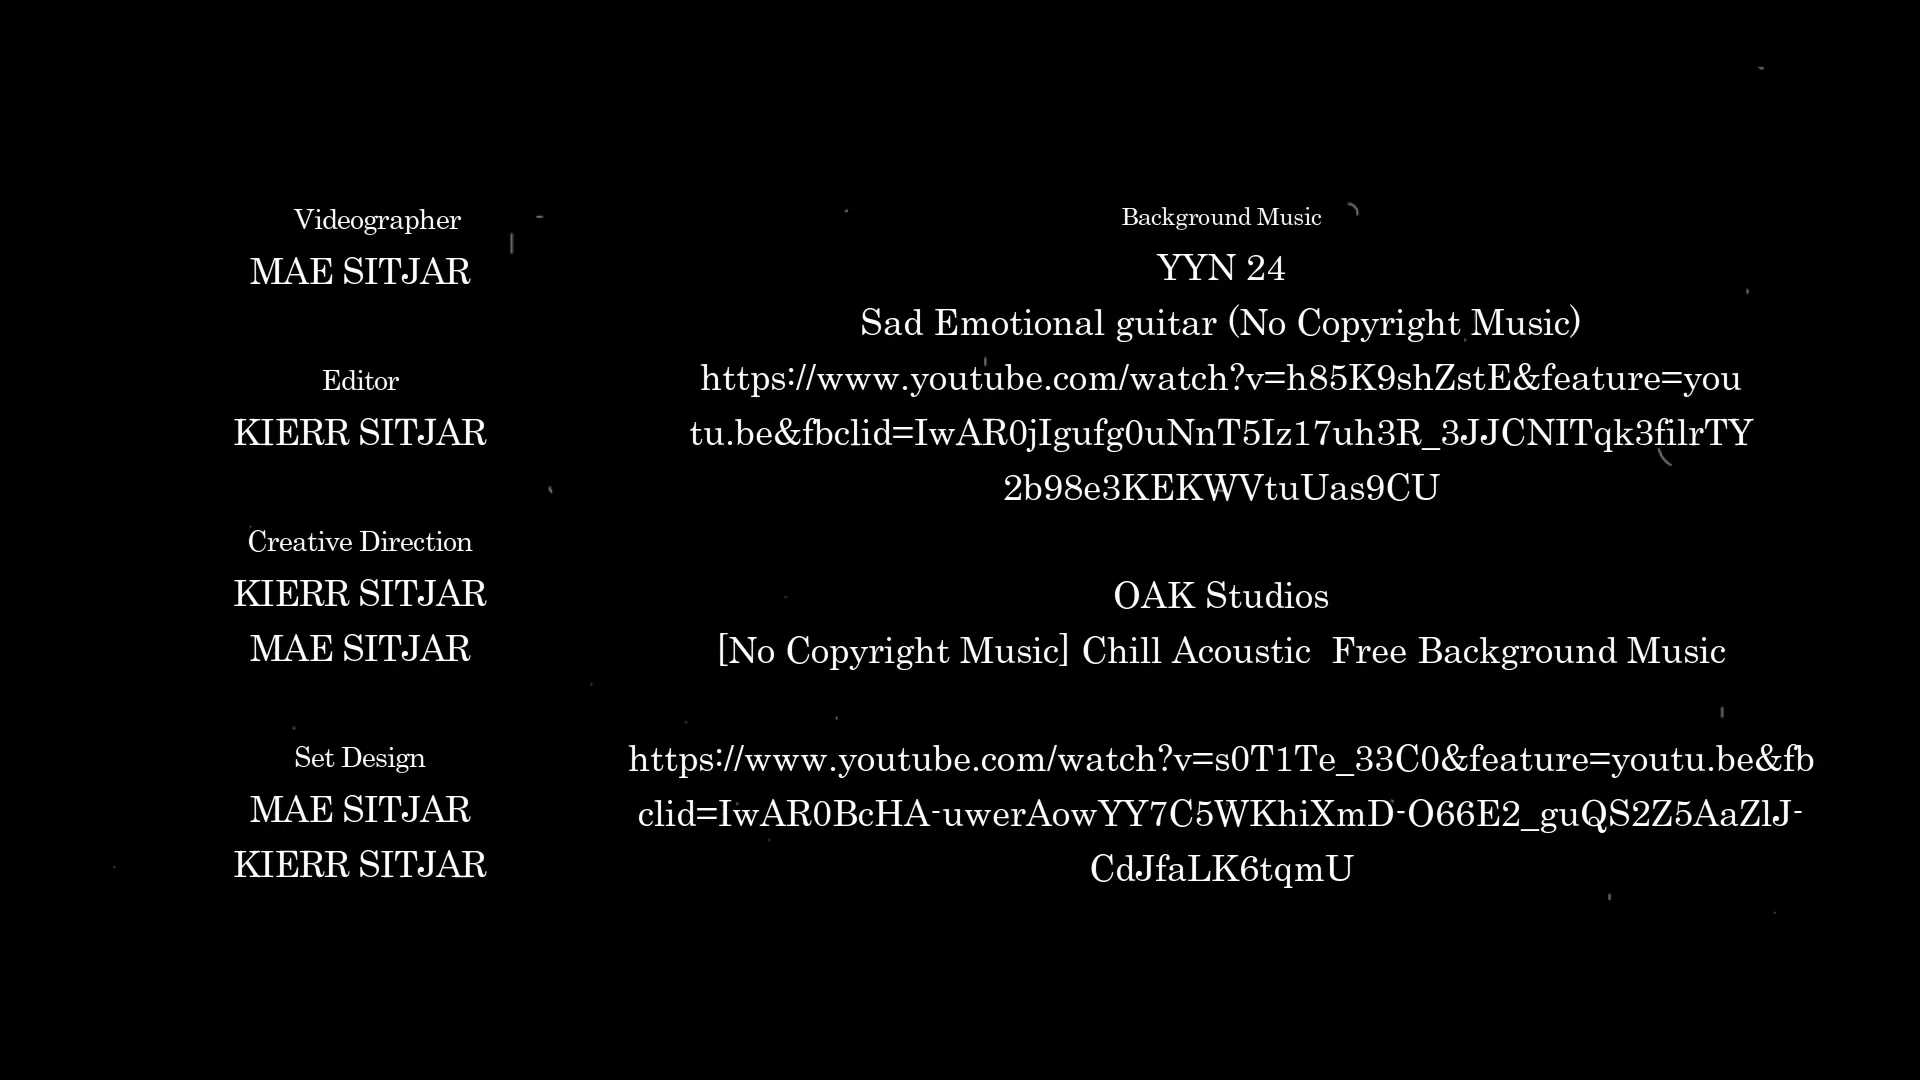 Videographer
MAE SITJAR
Editor
KIERR SITJAR
Creative Direction
KIERR SITJAR
MAE SITJAR
Set Design
MAE SITJAR
KIERR SITJAR
Background Music
YYN 24
Sad Emotional guitar (No Copyright Music)
https://www.youtube.com/watch?v=h85K9shZstE&feature=you
tu.be&fbclid=IwAR0jIgufg0uNnT5Iz17uh3R_3JJCNITqk3filrTY
2b98e3KEKWVtuUas9CU
OAK Studios
[No Copyright Music] Chill Acoustic  Free Background Music
https://www.youtube.com/watch?v=s0T1Te_33C0&feature=youtu.be&fb
clid=IwAR0BcHA-uwerAowYY7C5WKhiXmD-O66E2_guQS2Z5AaZlJ-
CdJfaLK6tqmU